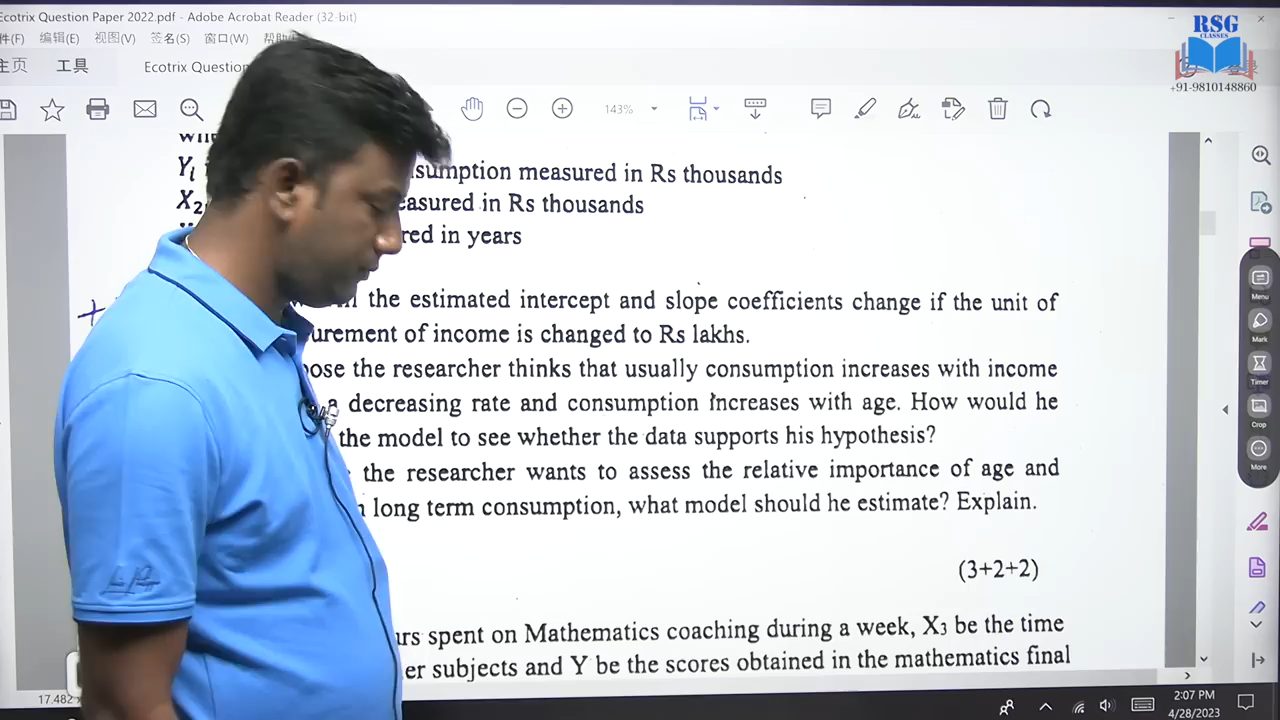 Ecotrix Question Paper 2022.pdf - Adobe Acrobat Reader (32-bit)
件(F) 编辑(E) 视图(V) 签名(S) 窗口(W) 帮助
主页 工具 Ecotrix Question
RSG
CLASSES
+91-9810148860
143%
Yi sumption measured in Rs thousands
X2 easured in Rs thousands
red in years
the estimated intercept and slope coefficients change if the unit of
urement of income is changed to Rs lakhs.
ose the researcher thinks that usually consumption increases with income
a decreasing rate and consumption increases with age. How would he
the model to see whether the data supports his hypothesis?
the researcher wants to assess the relative importance of age and
long term consumption, what model should he estimate? Explain.
(3+2+2)
urs spent on Mathematics coaching during a week, X3 be the time
er subjects and Y be the scores obtained in the mathematics final
Menu
Mark
Timer
Crop
More
17.482 x
2:07 PM
4/28/2023